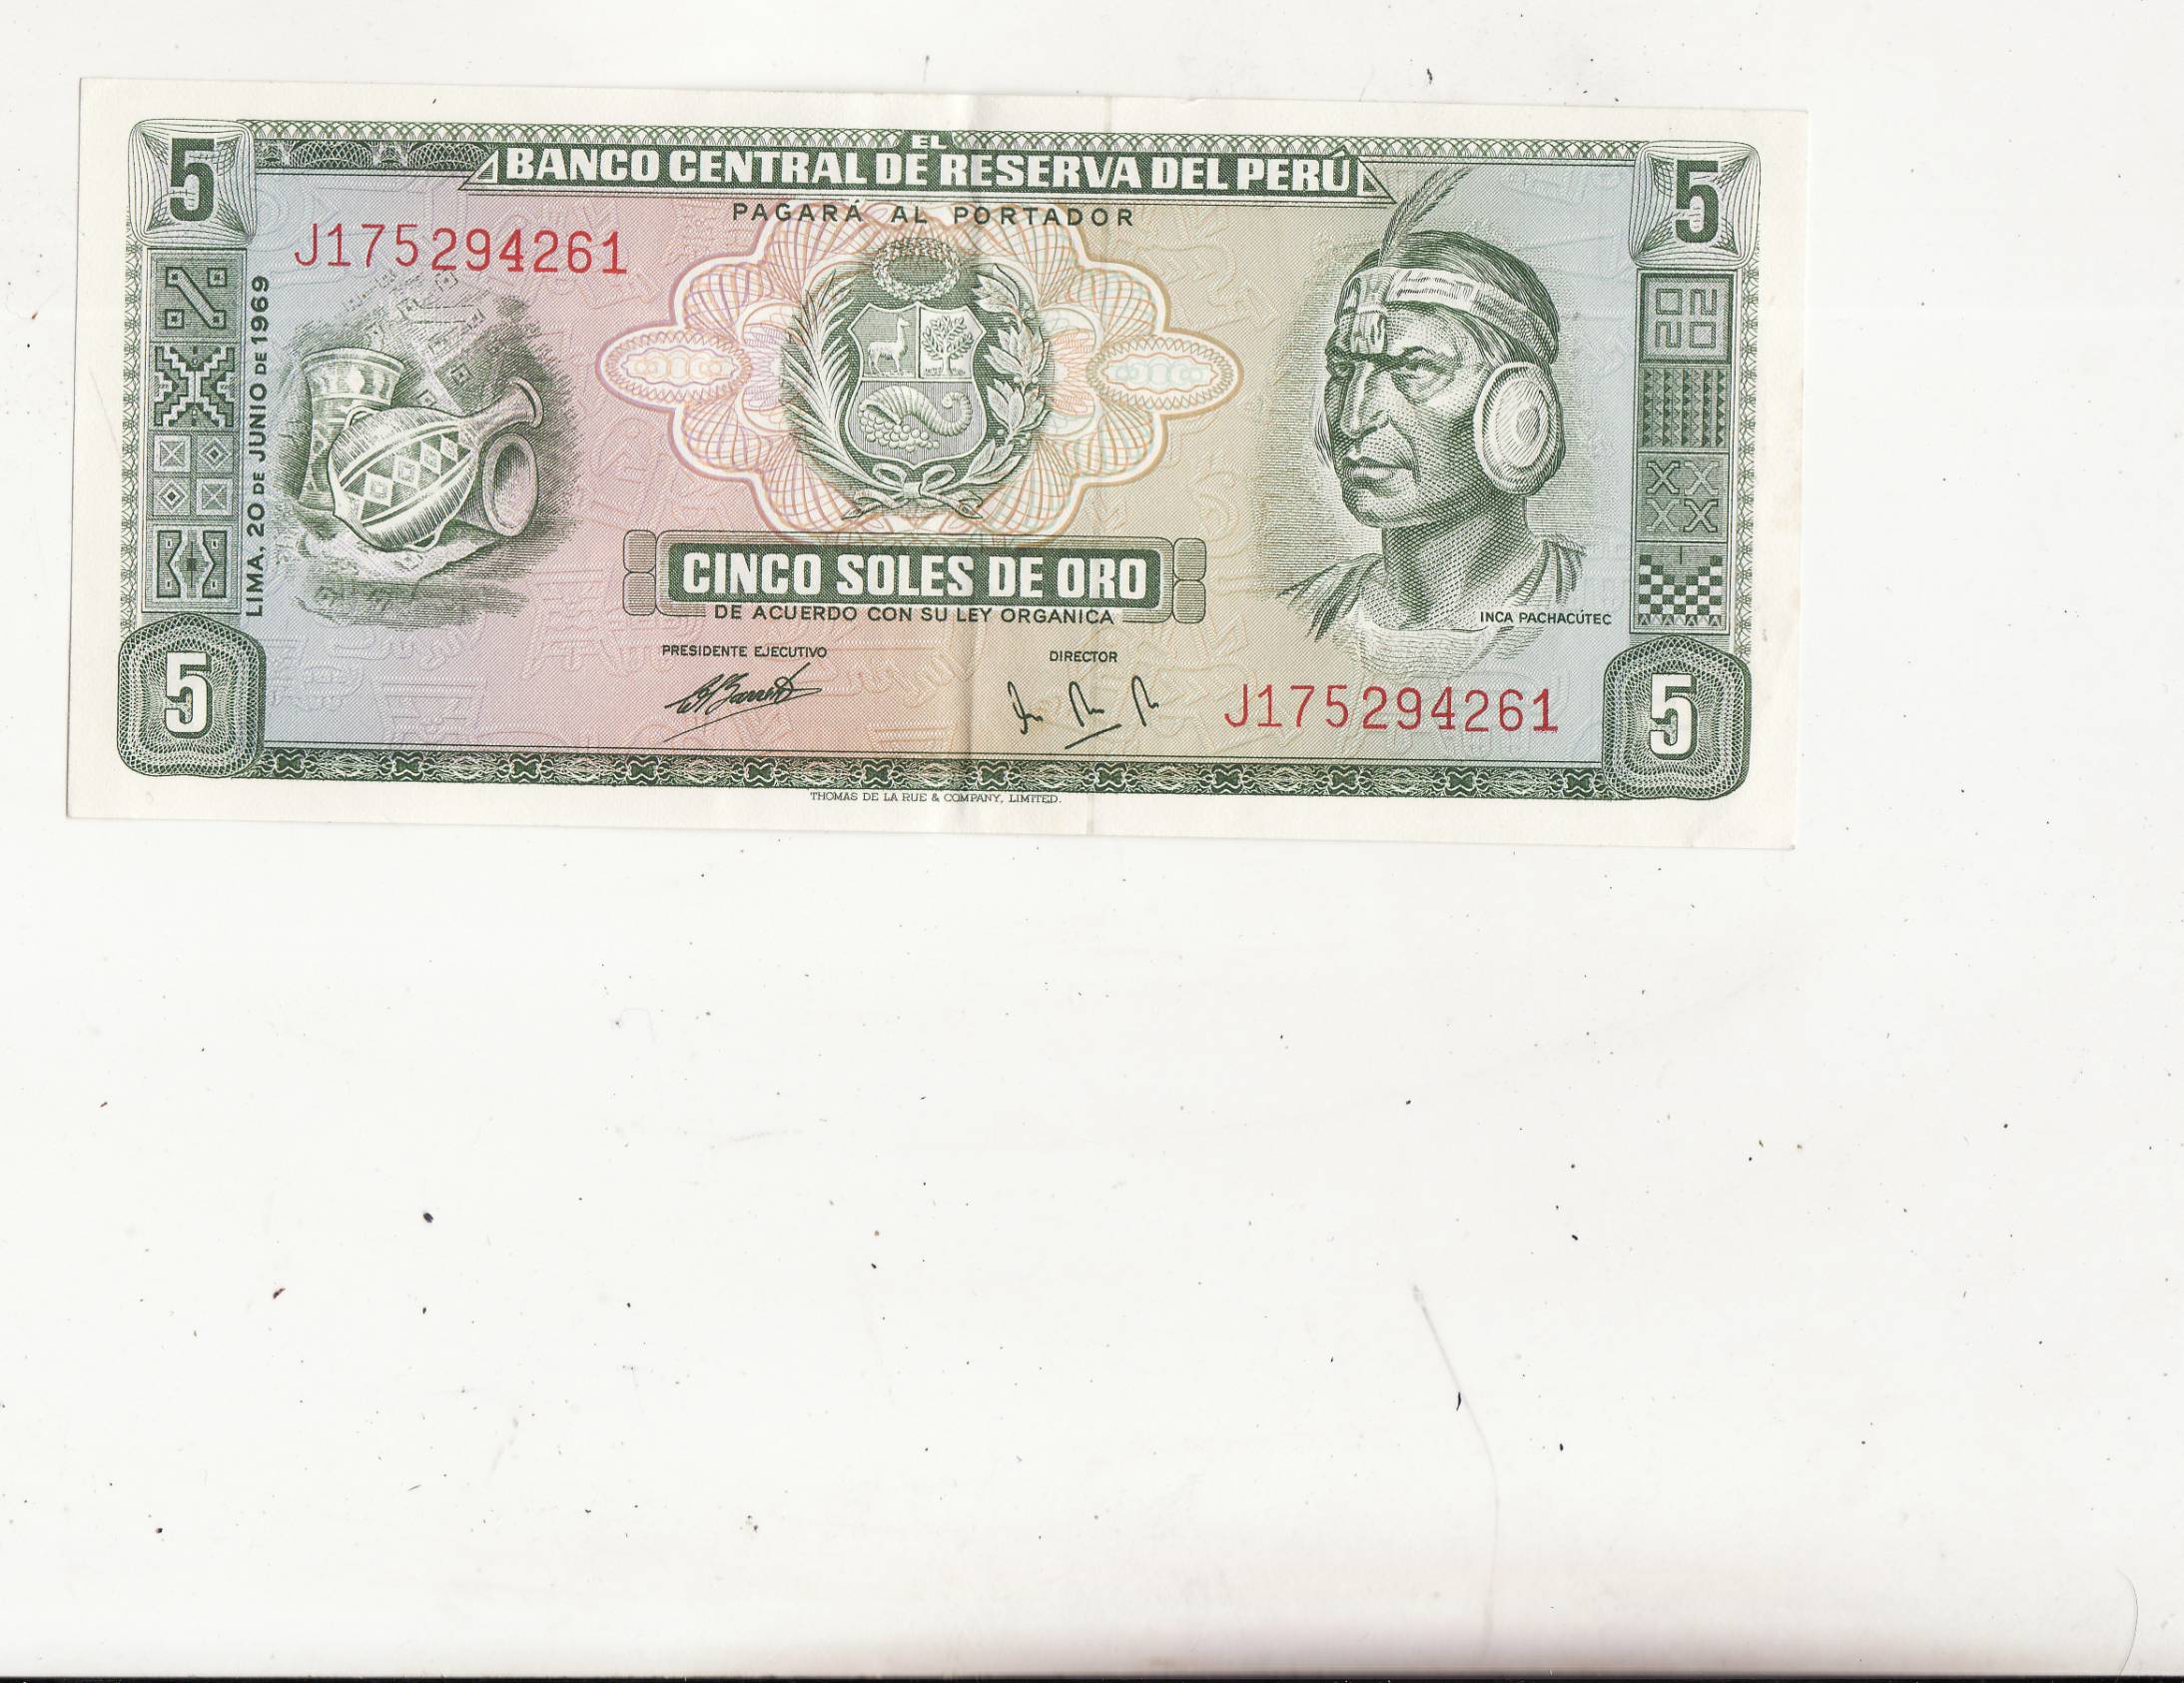 5
5
EL
BANCO CENTRAL DE RESERVA DEL PERÚ
PAGARÁ AL PORTADOR
J175294261
LIMA, 20 DE JUNIO DE 1969
CINCO SOLES DE ORO
DE ACUERDO CON SU LEY ORGANICA
INCA PACHACÚTEC
PRESIDENTE EJECUTIVO
DIRECTOR
J175294261
5
5
THOMAS DE LA RUE & COMPANY, LIMITED.